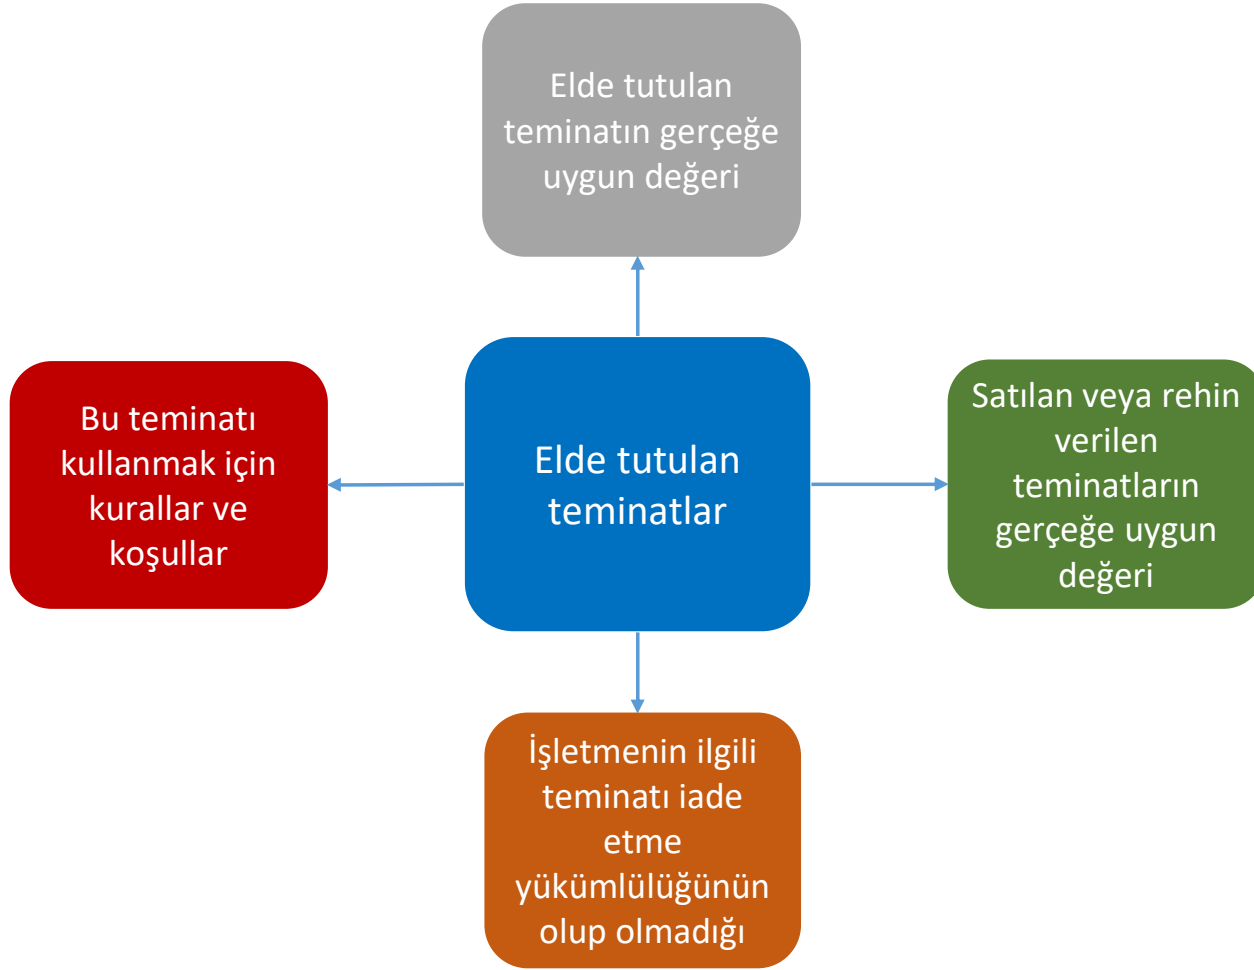 Elde tutulan
teminatın gerçeğe
uygun değeri
Bu teminatı
kullanmak için
kurallar ve
koşullar
Elde tutulan
teminatlar
Satılan veya rehin
verilen
teminatların
gerçeğe uygun
değeri
İşletmenin ilgili
teminatı iade
etme
yükümlülüğünün
olup olmadığı